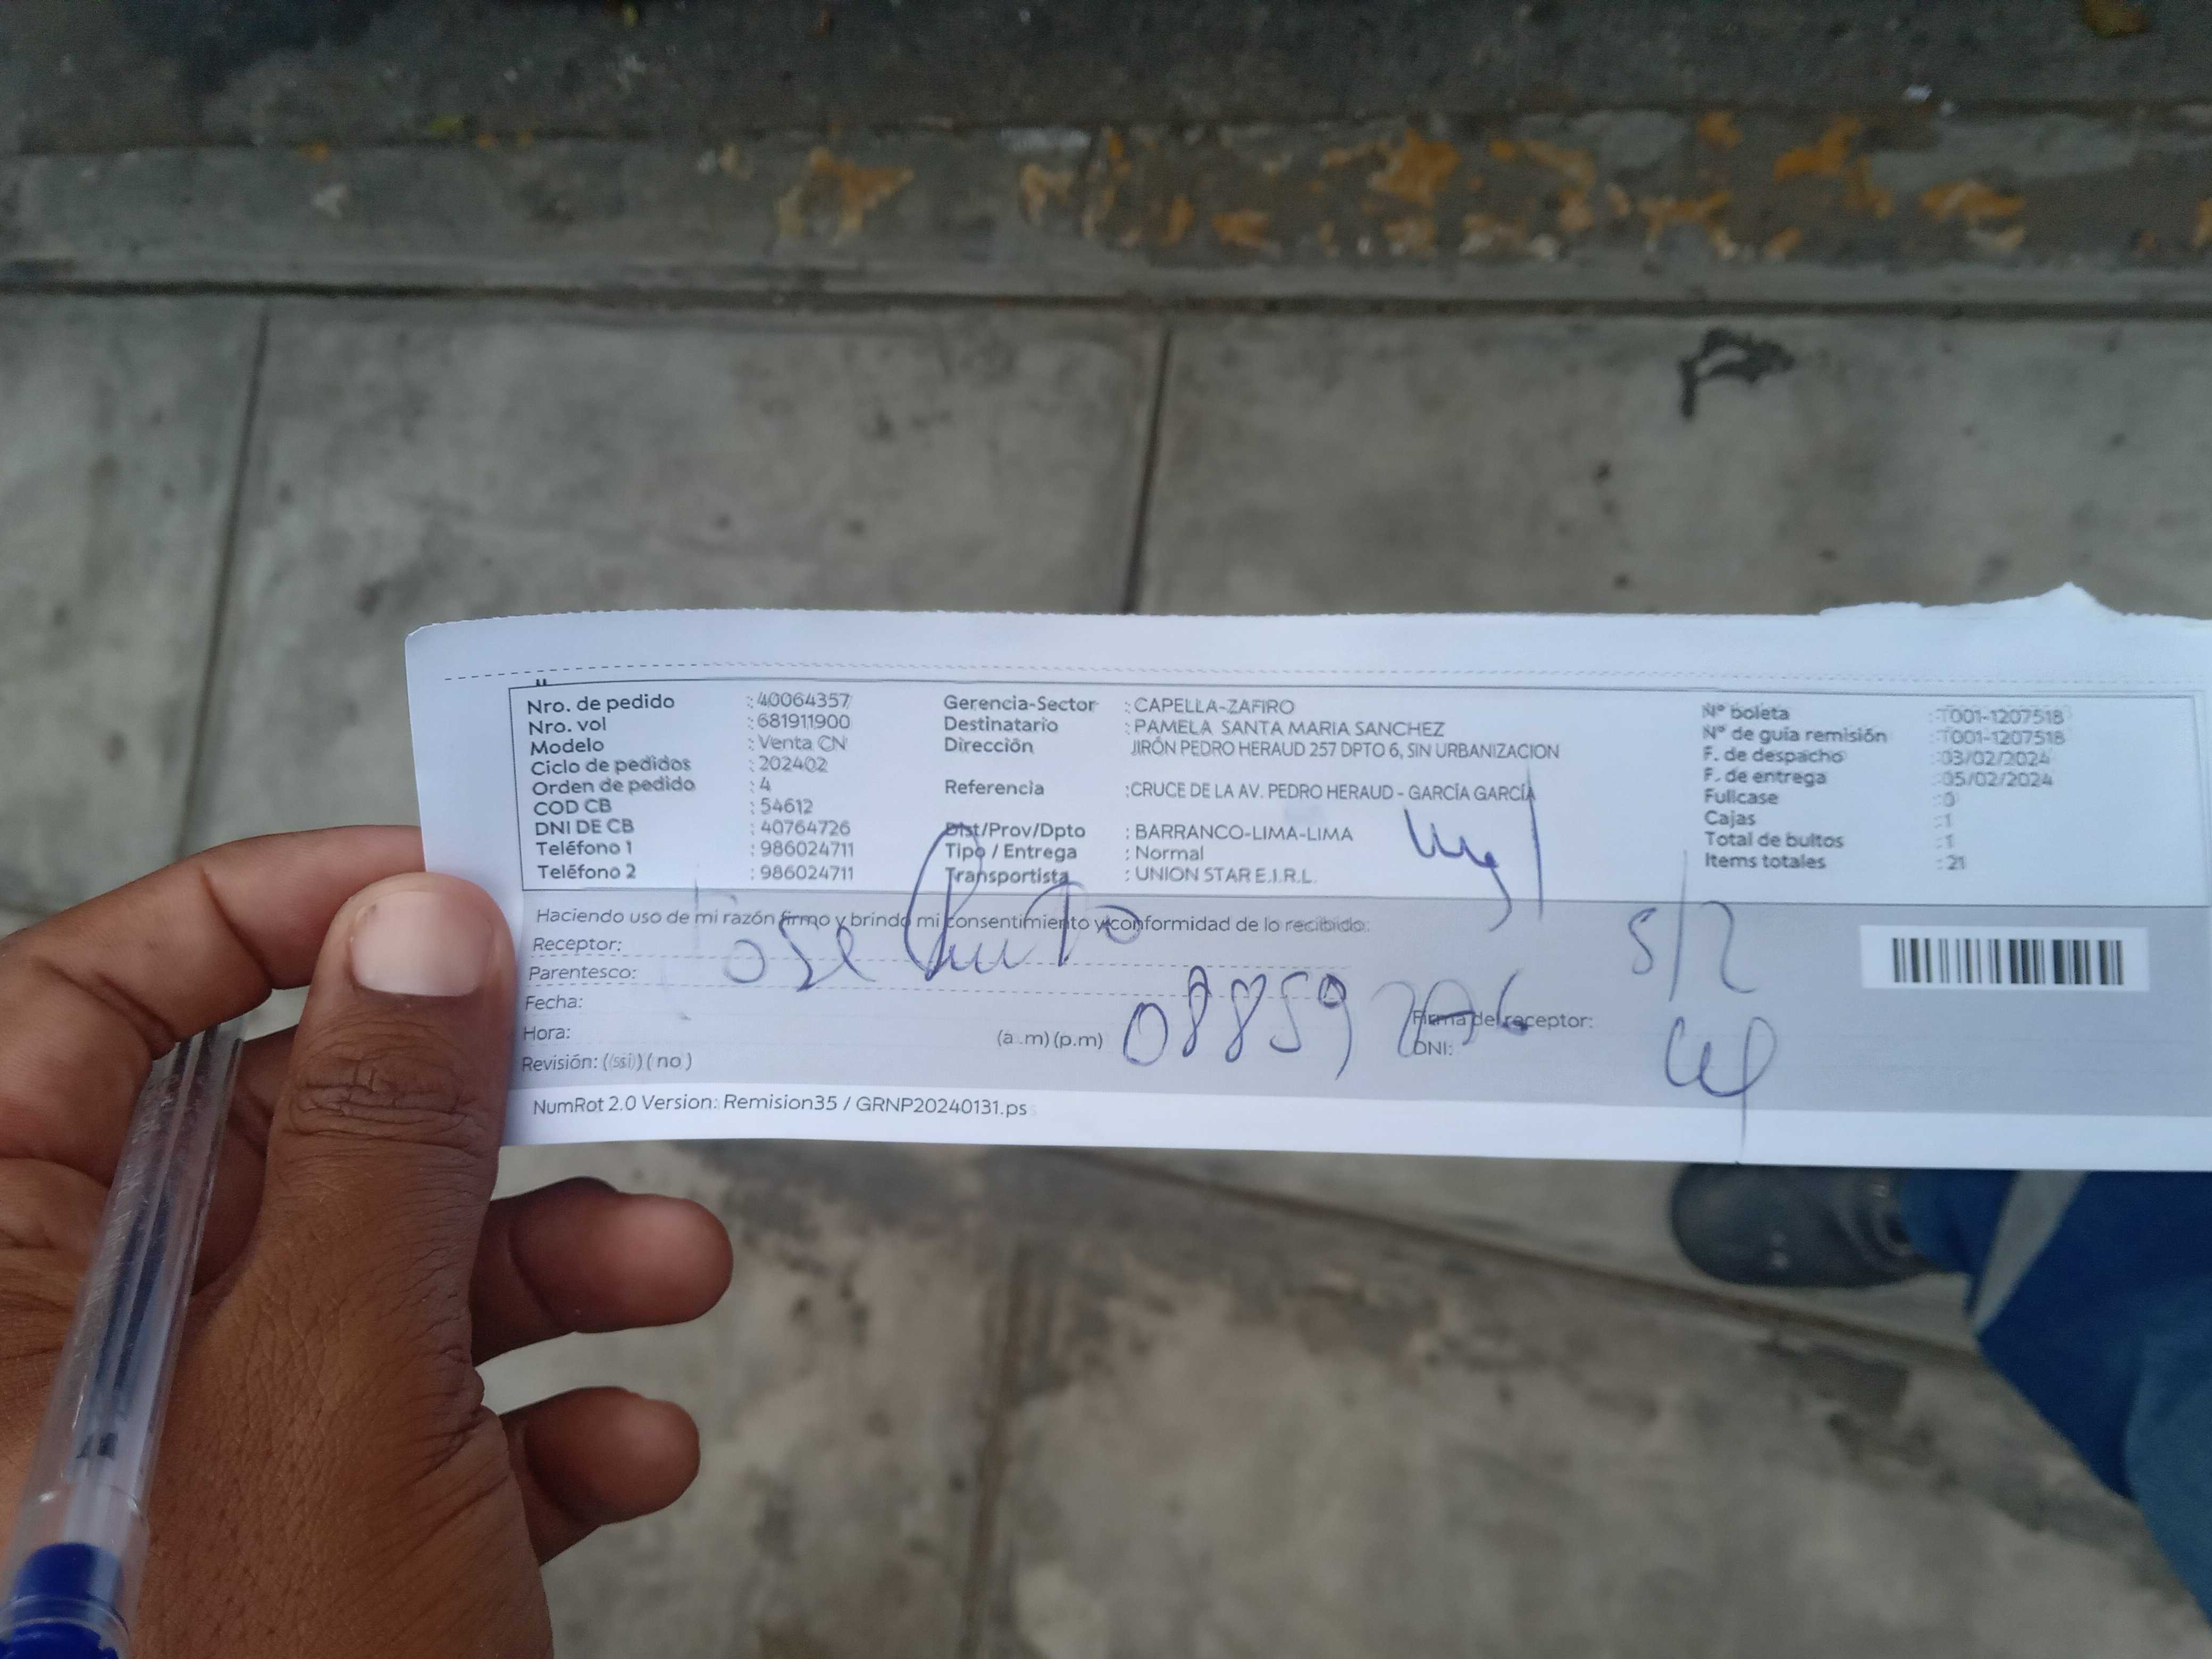 Nro. de pedido : 40064357
Nro. vol : 681911900
Modelo : Venta CN
Ciclo de pedidos : 202402
Orden de pedido : 4
COD CB : 54612
DNI DE CB : 40764726
Teléfono 1 : 986024711
Teléfono 2 : 986024711
Gerencia-Sector : CAPELLA-ZAFIRO
Destinatario : PAMELA SANTA MARIA SANCHEZ
Dirección JIRÓN PEDRO HERAUD 257 DPTO 6, SIN URBANIZACION
Referencia : CRUCE DE LA AV. PEDRO HERAUD - GARCÍA GARCÍA
Dist/Prov/Dpto : BARRANCO-LIMA-LIMA
Tipo / Entrega : Normal
Transportista : UNION STAR E.I.R.L.
Nº boleta : T001-1207518
Nº de guía remisión : T001-1207518
F. de despacho : 03/02/2024
F. de entrega : 05/02/2024
Fullcase : 0
Cajas : 1
Total de bultos : 1
Items totales : 21
Haciendo uso de mi razón firmo y brindo mi consentimiento y conformidad de lo recibido:
Receptor:
Jose
Parentesco:
Fecha:
Hora: (a.m) (p.m)
08859
Firma del receptor:
DNI:
Revisión: (si) ( no )
NumRot 2.0 Version: Remision35 / GRNP20240131.ps